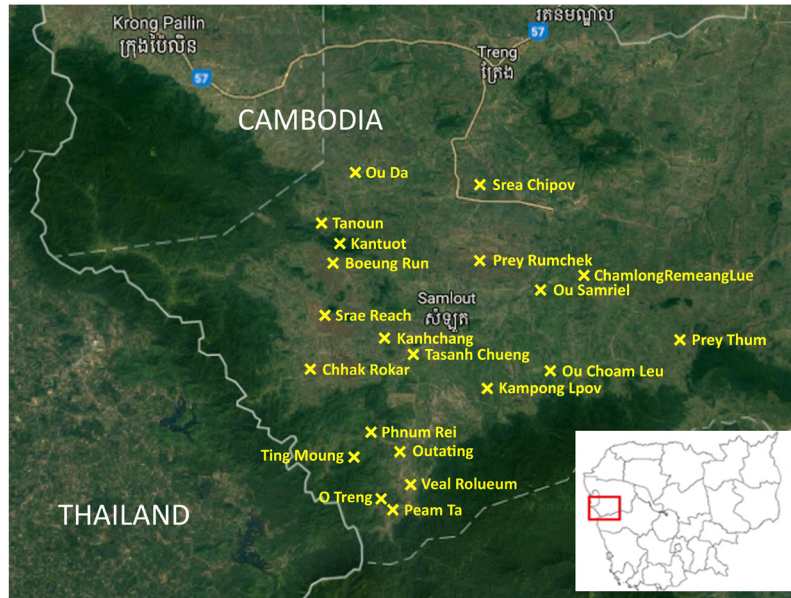 រតនមណ្ឌល
Krong Pailin
ក្រុងប៉ៃលិន
57
Treng
ត្រែង
57
CAMBODIA
Ou Da
Srea Chipov
Tanoun
Kantuot
Boeung Run
Prey Rumchek
ChamlongRemeangLue
Ou Samriel
Samlout
សំឡូត
Srae Reach
Kanhchang
Tasanh Chueng
Prey Thum
Chhak Rokar
Ou Choam Leu
Kampong Lpov
Phnum Rei
Outating
Ting Moung
Veal Rolueum
O Treng
Peam Ta
THAILAND